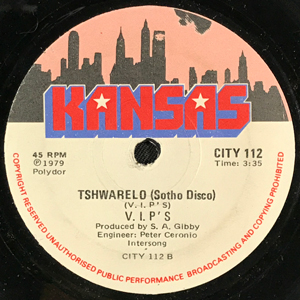 KANSAS
45 RPM
℗1979
Polydor
CITY 112
Time: 3:35
TSHWARELO (Sotho Disco)
(V. I. P'S)
V. I. P'S
Produced by S. A. Gibby
Engineer: Peter Ceronio
Intersong
CITY 112 B
COPYRIGHT RESERVED UNAUTHORISED PUBLIC PERFORMANCE BROADCASTING AND COPYING PROHIBITED